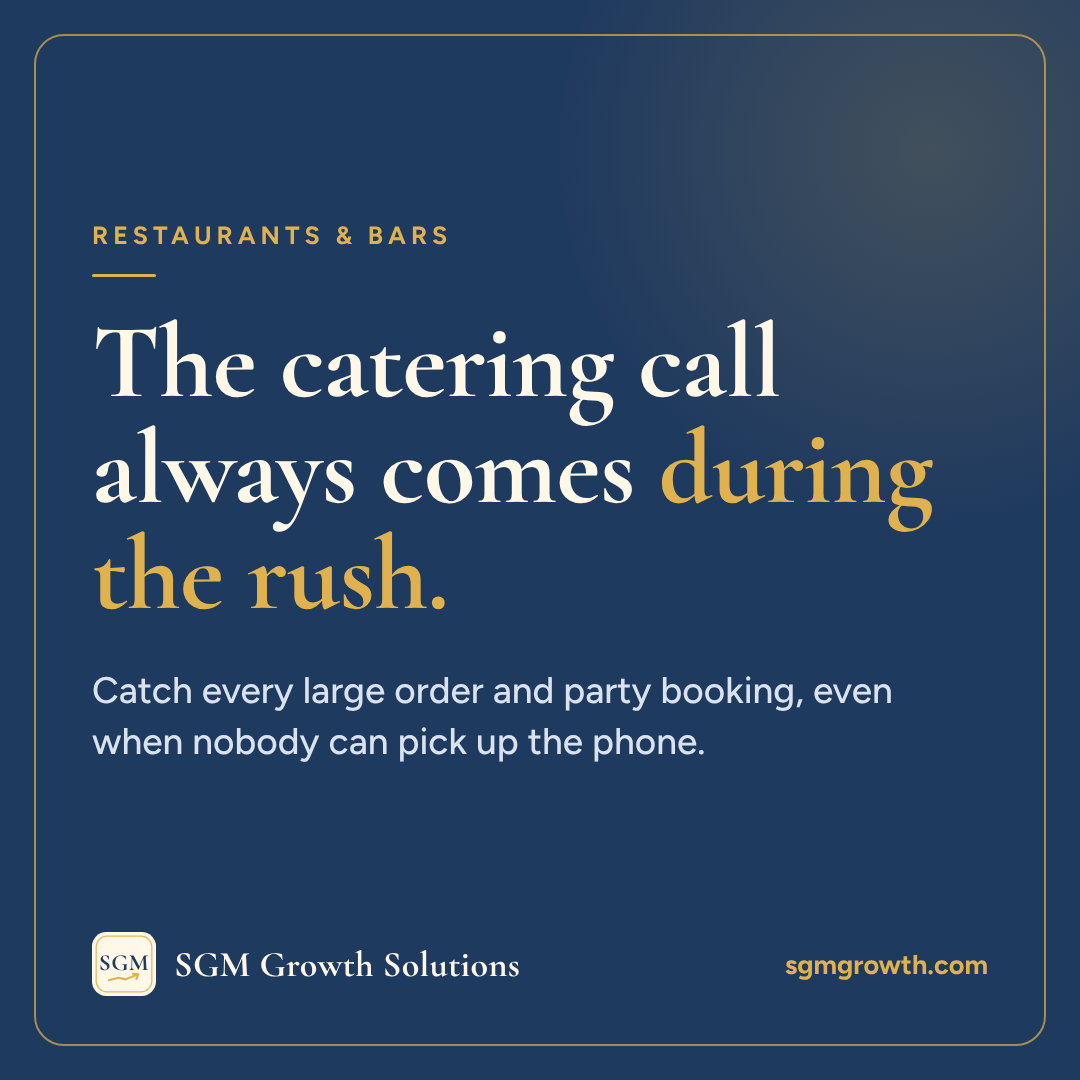 RESTAURANTS & BARS
The catering call
always comes during
the rush.
Catch every large order and party booking, even
when nobody can pick up the phone.
SGM
SGM Growth Solutions
sgmgrowth.com